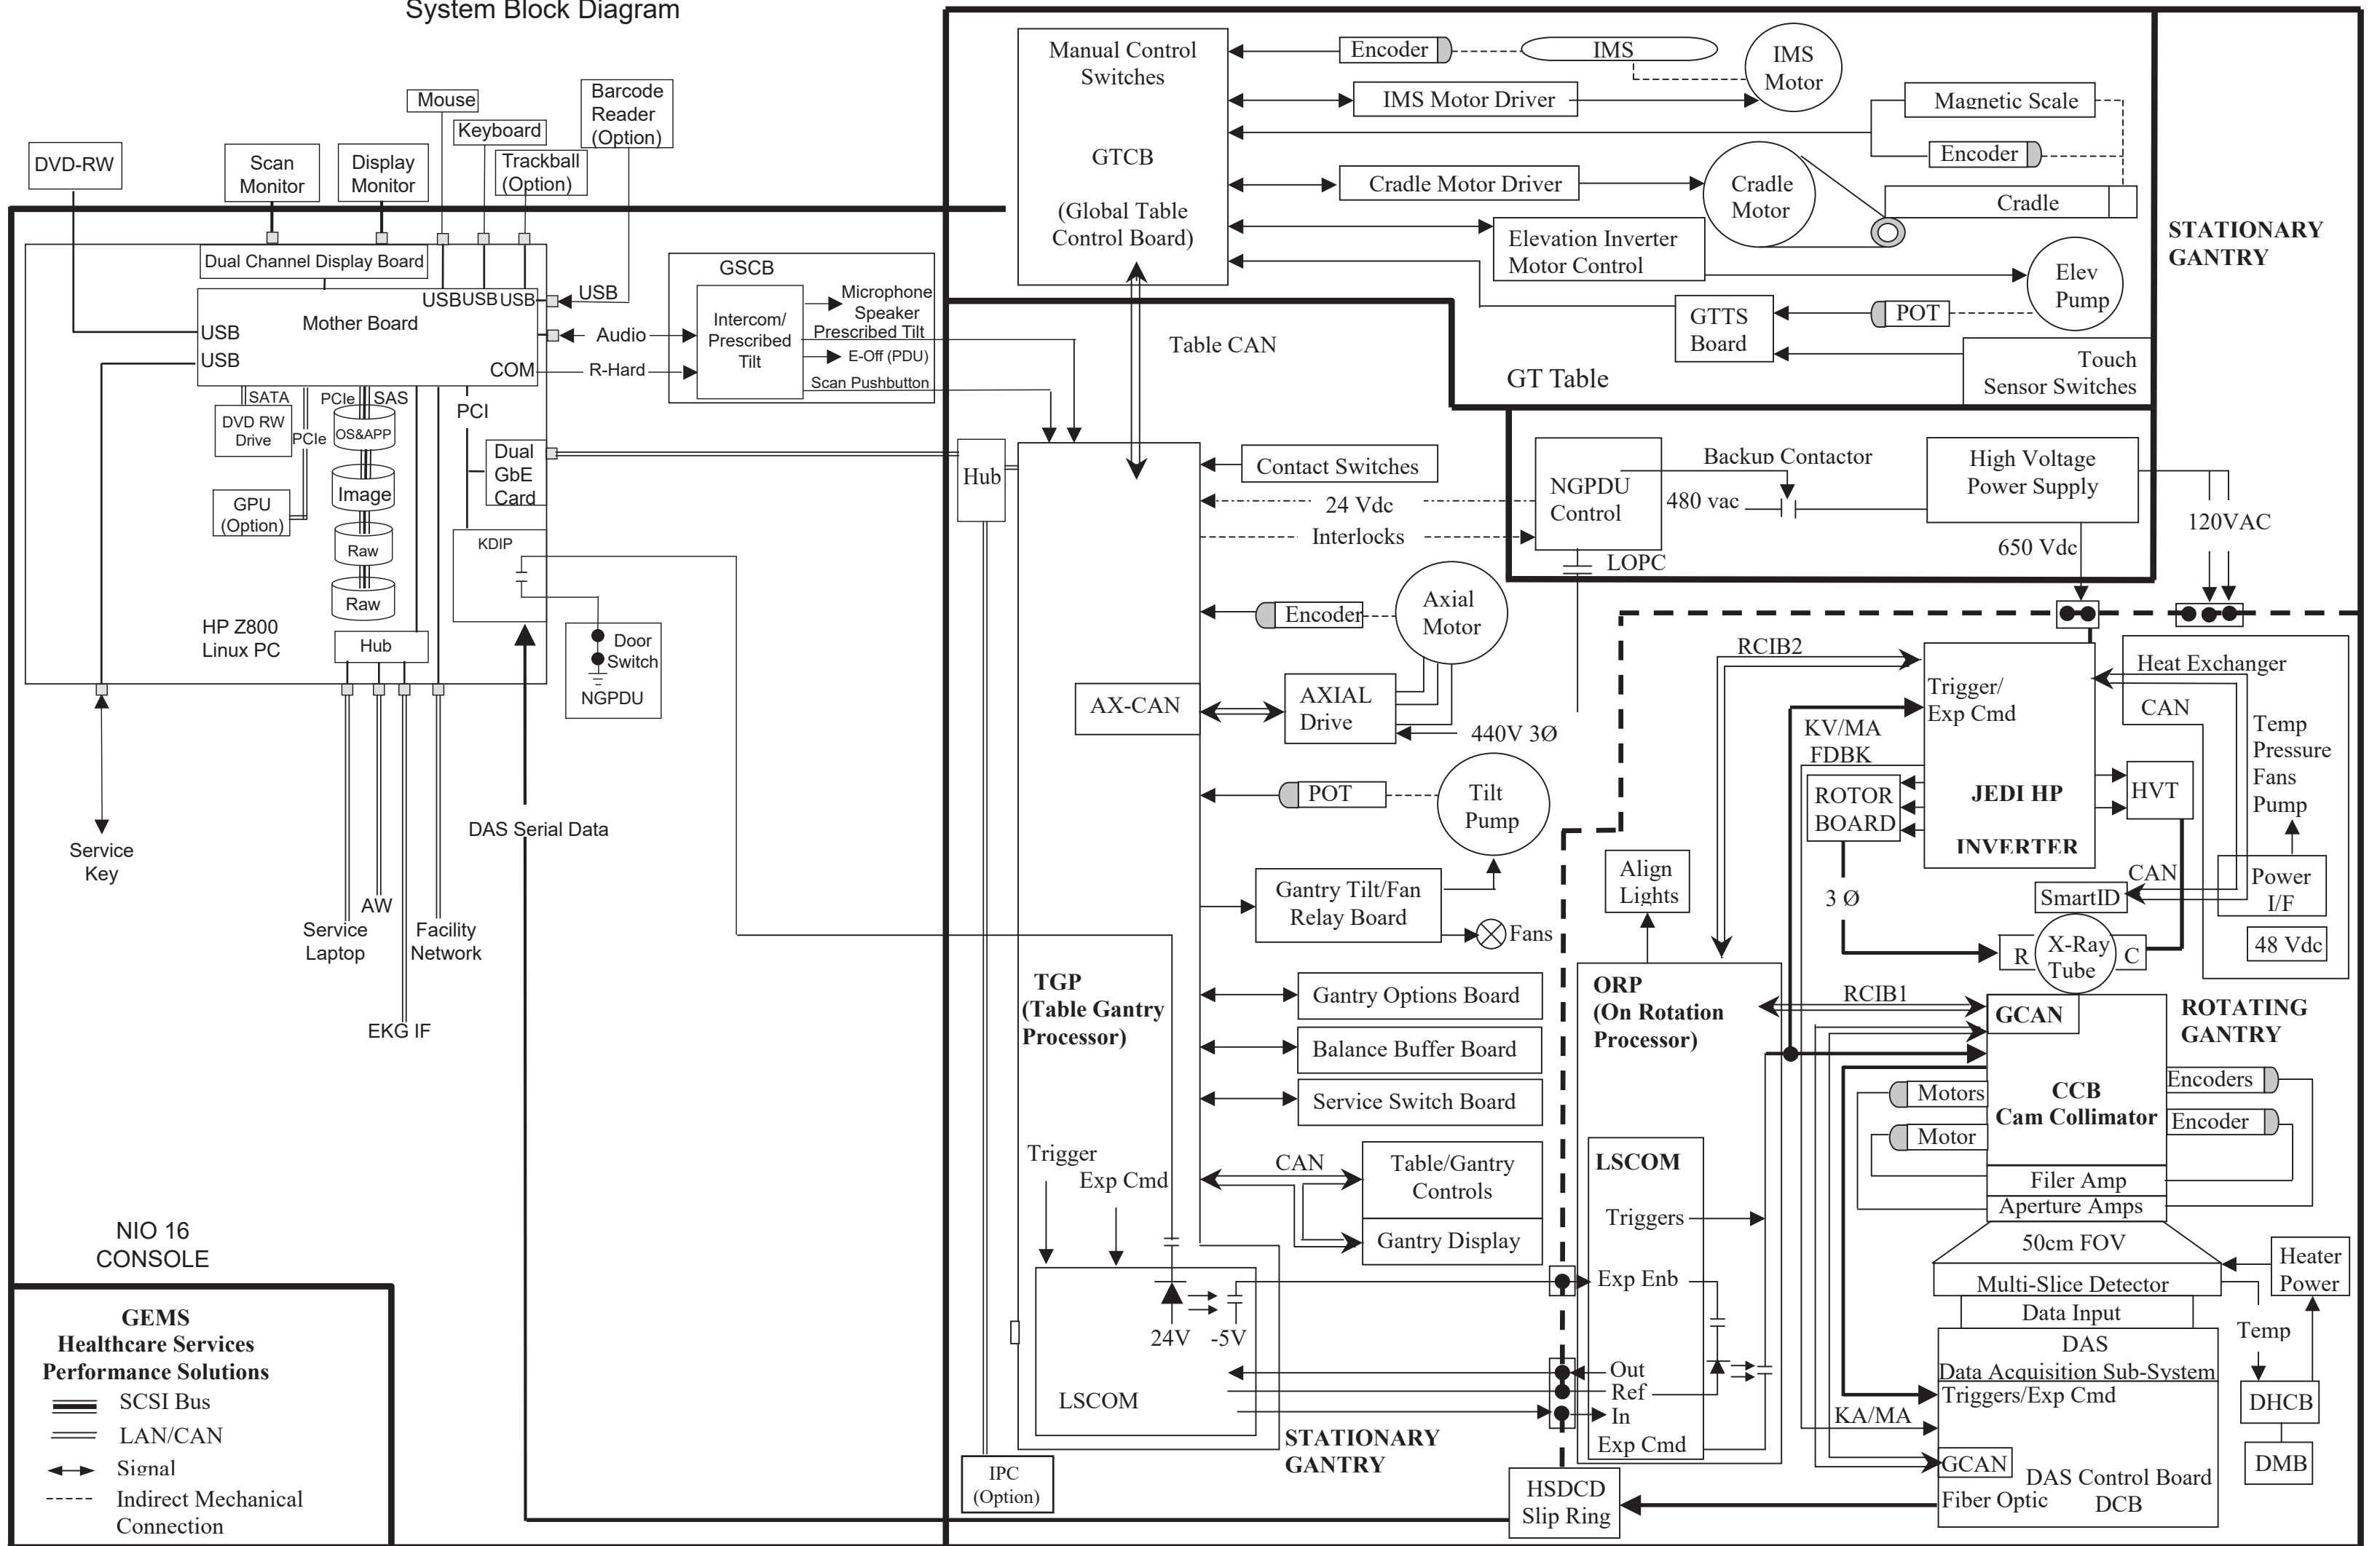 System Block Diagram
DVD-RW
Scan
Monitor
Display
Monitor
Mouse
Keyboard
Trackball
(Option)
Barcode
Reader
(Option)
Dual Channel Display Board
USB
USB
USB
USB
Mother Board
USB
USB
COM
Audio
R-Hard
GSCB
Intercom/
Prescribed
Tilt
Microphone
Speaker
Prescribed Tilt
E-Off (PDU)
Scan Pushbutton
SATA
PCIe
SAS
PCI
DVD RW
Drive
PCIe
OS&APP
Dual
GbE
Card
GPU
(Option)
Image
Raw
Raw
KDIP
HP Z800
Linux PC
Hub
Door
Switch
NGPDU
Service
Key
DAS Serial Data
AW
Service
Laptop
Facility
Network
EKG IF
NIO 16
CONSOLE
GEMS
Healthcare Services
Performance Solutions
SCSI Bus
LAN/CAN
Signal
Indirect Mechanical
Connection
Manual Control
Switches
GTCB
(Global Table
Control Board)
Encoder
IMS
IMS
Motor
IMS Motor Driver
Magnetic Scale
Encoder
Cradle Motor Driver
Cradle
Motor
Cradle
Elevation Inverter
Motor Control
Elev
Pump
GTTS
Board
POT
Touch
Sensor Switches
GT Table
STATIONARY
GANTRY
Table CAN
Hub
Contact Switches
24 Vdc
Interlocks
NGPDU
Control
Backup Contactor
480 vac
High Voltage
Power Supply
120VAC
650 Vdc
LOPC
Encoder
Axial
Motor
AX-CAN
AXIAL
Drive
440V 3Ø
POT
Tilt
Pump
Gantry Tilt/Fan
Relay Board
Fans
TGP
(Table Gantry
Processor)
Gantry Options Board
Balance Buffer Board
Service Switch Board
Trigger
Exp Cmd
CAN
Table/Gantry
Controls
Gantry Display
24V
-5V
LSCOM
IPC
(Option)
STATIONARY
GANTRY
RCIB2
Trigger/
Exp Cmd
KV/MA
FDBK
ROTOR
BOARD
JEDI HP
INVERTER
HVT
Heat Exchanger
CAN
Temp
Pressure
Fans
Pump
CAN
Power
I/F
48 Vdc
Align
Lights
3 Ø
SmartID
R
X-Ray
Tube
C
ORP
(On Rotation
Processor)
RCIB1
GCAN
ROTATING
GANTRY
Motors
Motor
CCB
Cam Collimator
Encoders
Encoder
Filer Amp
Aperture Amps
LSCOM
Triggers
Exp Enb
Out
Ref
In
Exp Cmd
50cm FOV
Multi-Slice Detector
Data Input
Heater
Power
Temp
DAS
Data Acquisition Sub-System
Triggers/Exp Cmd
KA/MA
DHCB
DMB
GCAN
DAS Control Board
Fiber Optic
DCB
HSDCD
Slip Ring